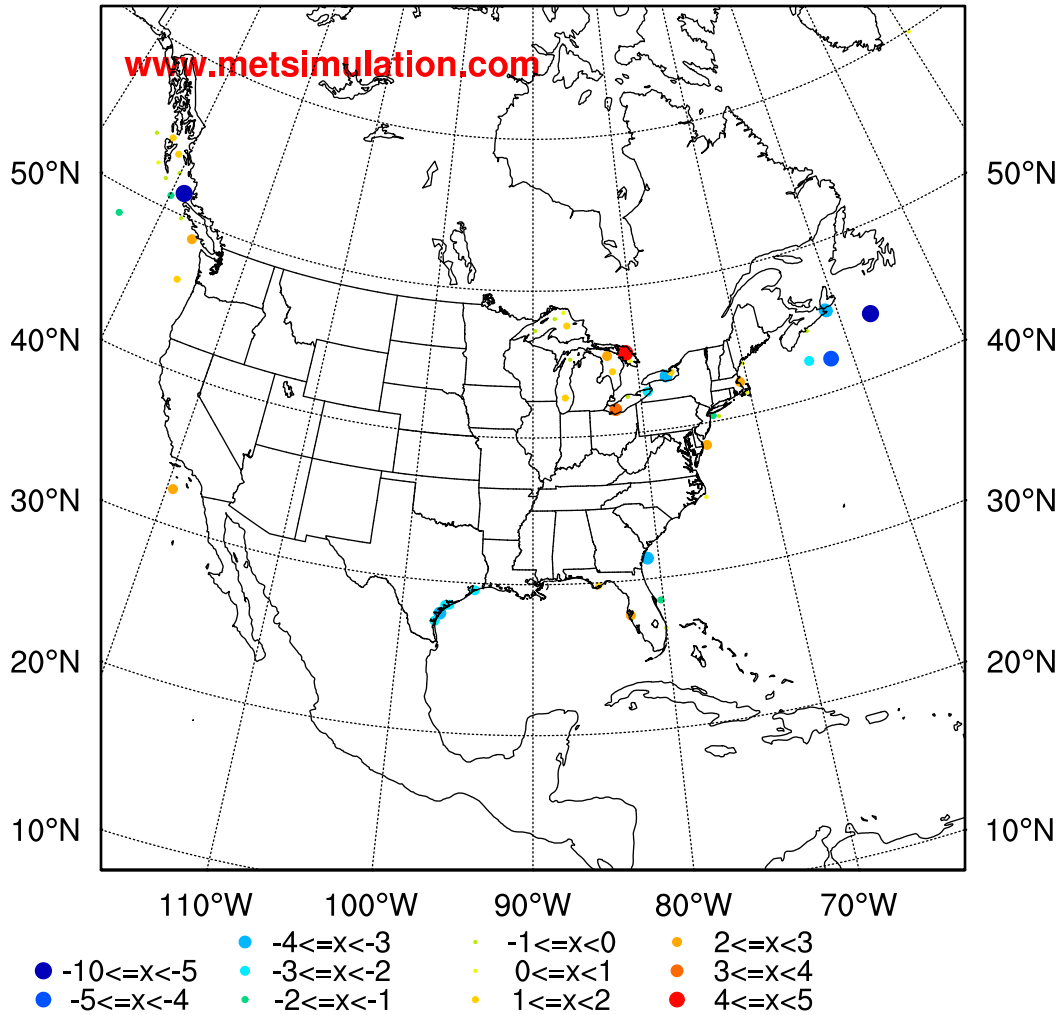 www.metsimulation.com
50°N 50°N
40°N 40°N
30°N 30°N
20°N 20°N
10°N 10°N
110°W 100°W 90°W 80°W 70°W
-4<=x<-3 -1<=x<0 2<=x<3
-10<=x<-5 -3<=x<-2 0<=x<1 3<=x<4
-5<=x<-4 -2<=x<-1 1<=x<2 4<=x<5